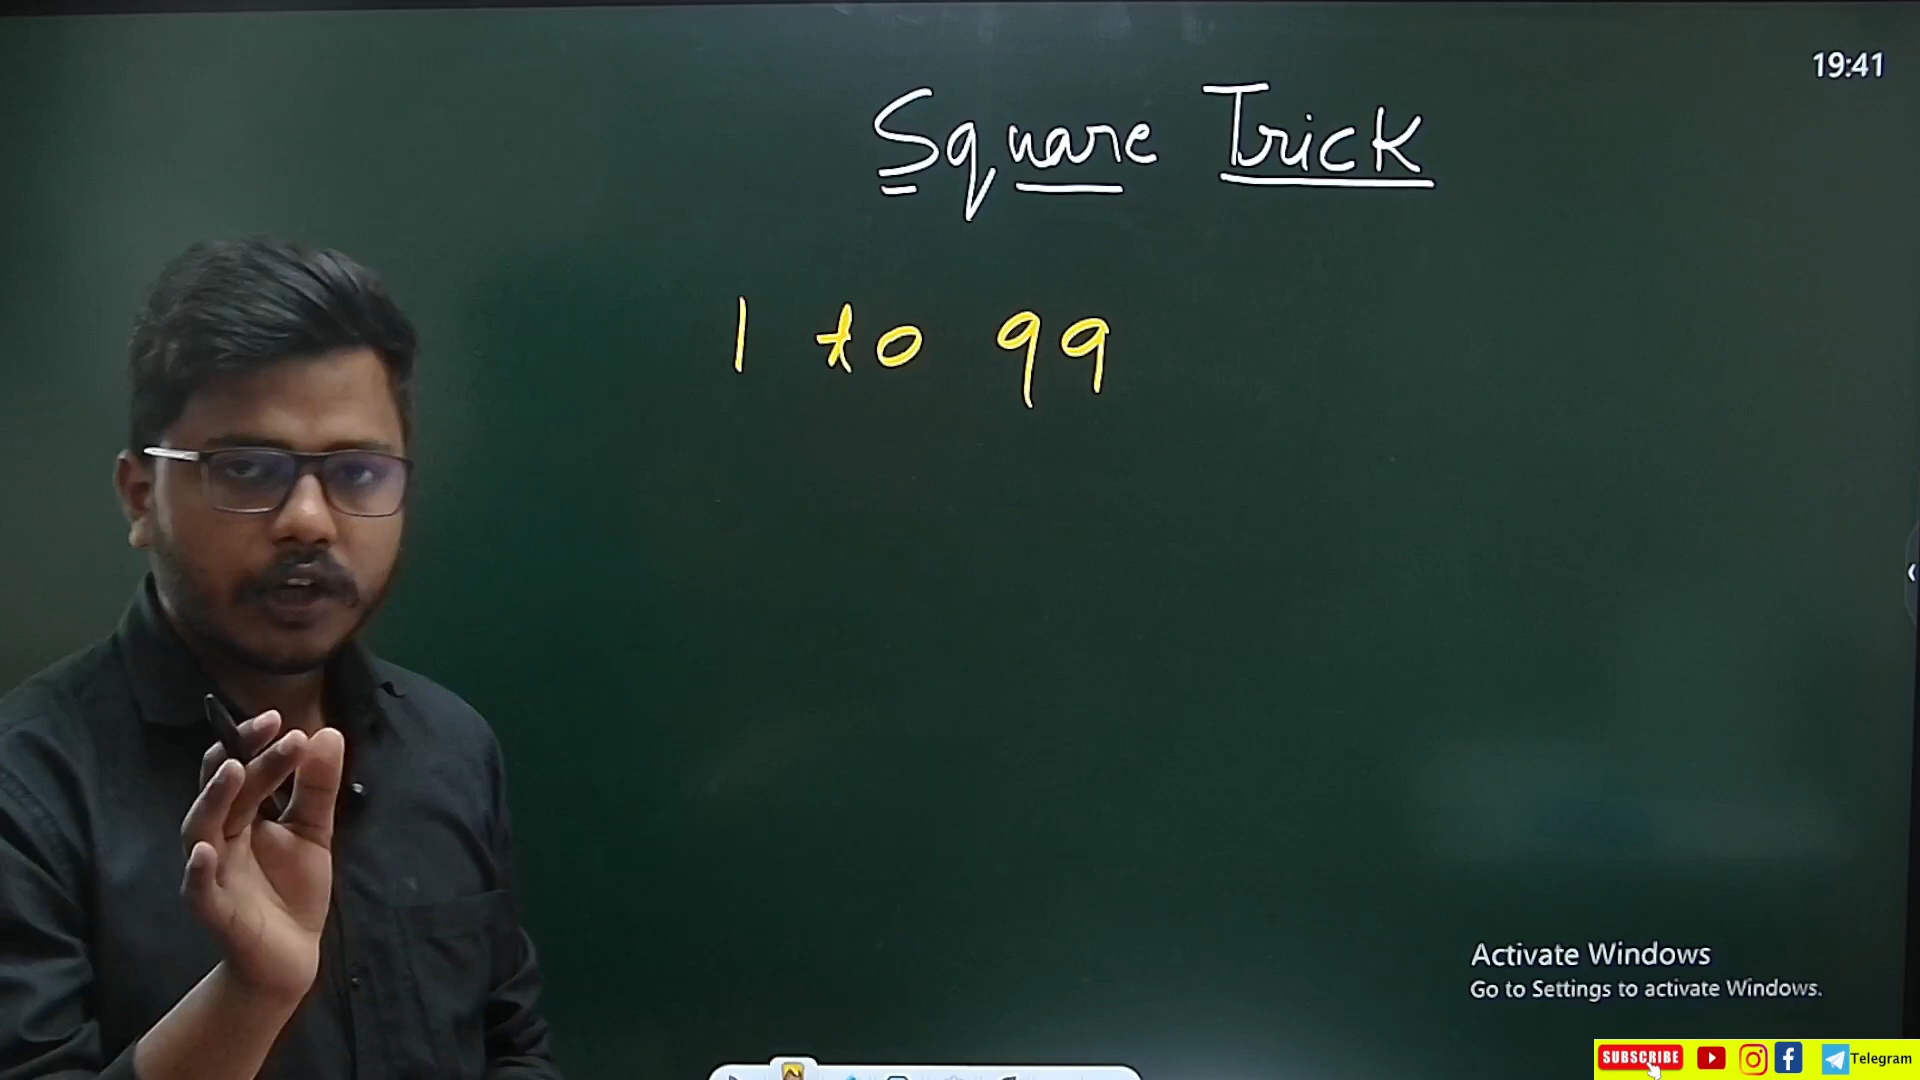 19:41
Square Trick
1 to 99
Activate Windows
Go to Settings to activate Windows.
SUBSCRIBE
Telegram